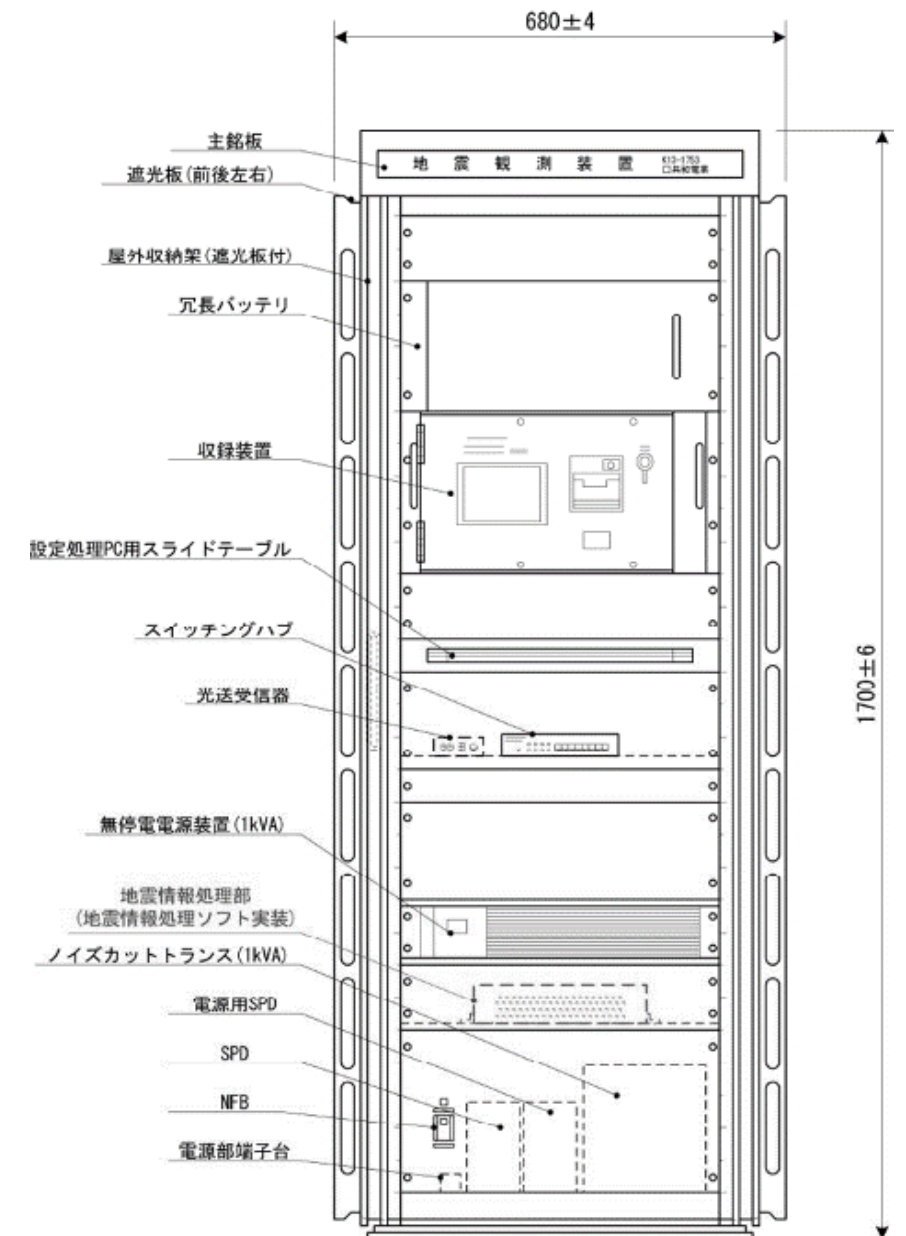 680±4
主銘板
地震観測装置
K13-1753
遮光板(前後左右)
屋外収納架(遮光板付)
冗長バッテリ
収録装置
設定処理PC用スライドテーブル
スイッチングハブ
光送受信器
1700±6
無停電電源装置(1kVA)
地震情報処理部
(地震情報処理ソフト実装)
ノイズカットトランス(1kVA)
電源用SPD
SPD
NFB
電源部端子台